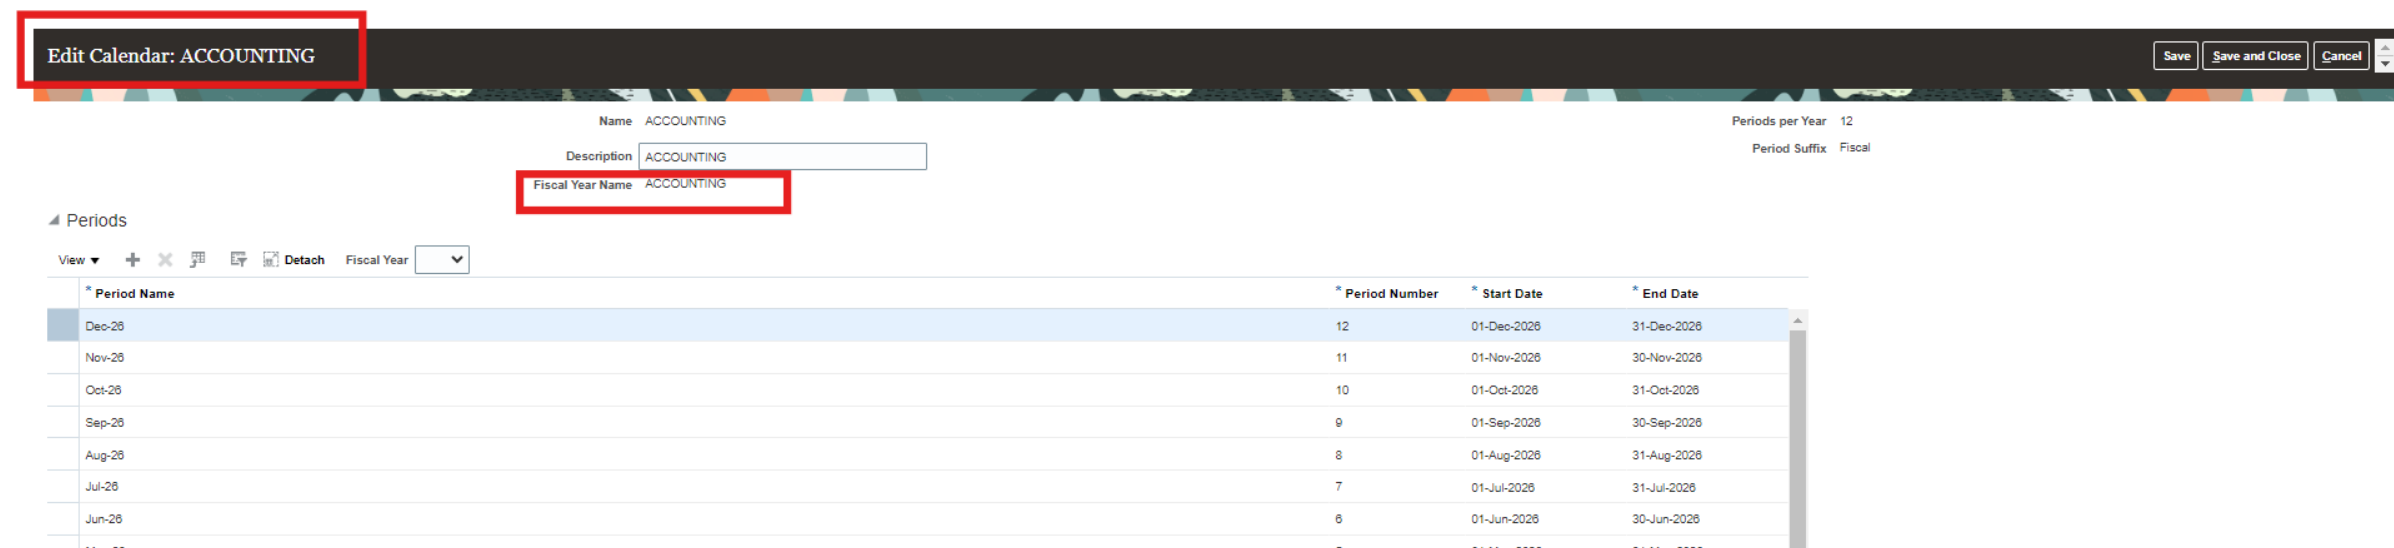 Edit Calendar: ACCOUNTING
Save Save and Close Cancel
Name ACCOUNTING
Periods per Year 12
Description ACCOUNTING
Period Suffix Fiscal
Fiscal Year Name ACCOUNTING
Periods
View Detach Fiscal Year
* Period Name * Period Number * Start Date * End Date
Dec-26 12 01-Dec-2026 31-Dec-2026
Nov-26 11 01-Nov-2026 30-Nov-2026
Oct-26 10 01-Oct-2026 31-Oct-2026
Sep-26 9 01-Sep-2026 30-Sep-2026
Aug-26 8 01-Aug-2026 31-Aug-2026
Jul-26 7 01-Jul-2026 31-Jul-2026
Jun-26 6 01-Jun-2026 30-Jun-2026